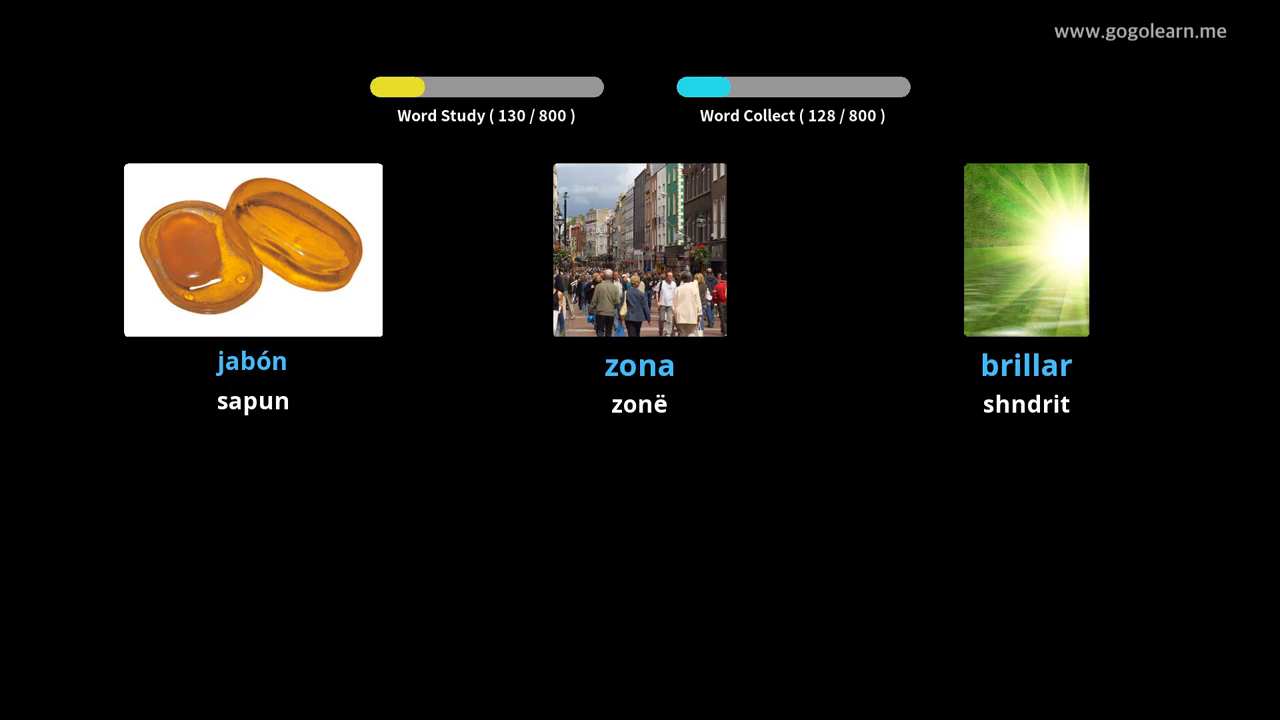 www.gogolearn.me
Word Study ( 130 / 800 )
Word Collect ( 128 / 800 )
jabón
sapun
zona
zonë
brillar
shndrit